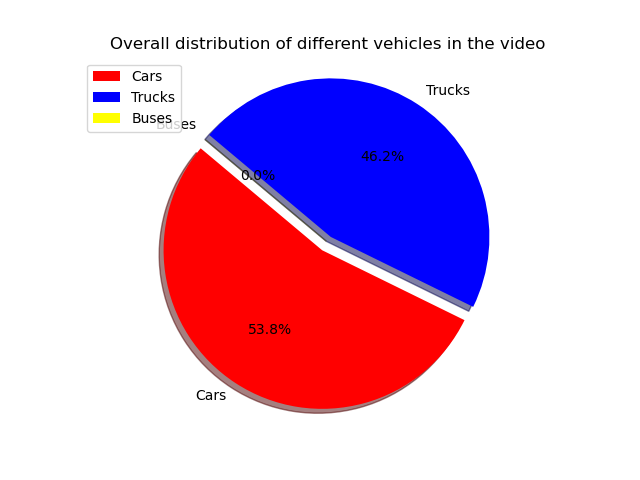 Overall distribution of different vehicles in the video
Cars
Trucks
Buses
Trucks
Buses
46.2%
0.0%
53.8%
Cars